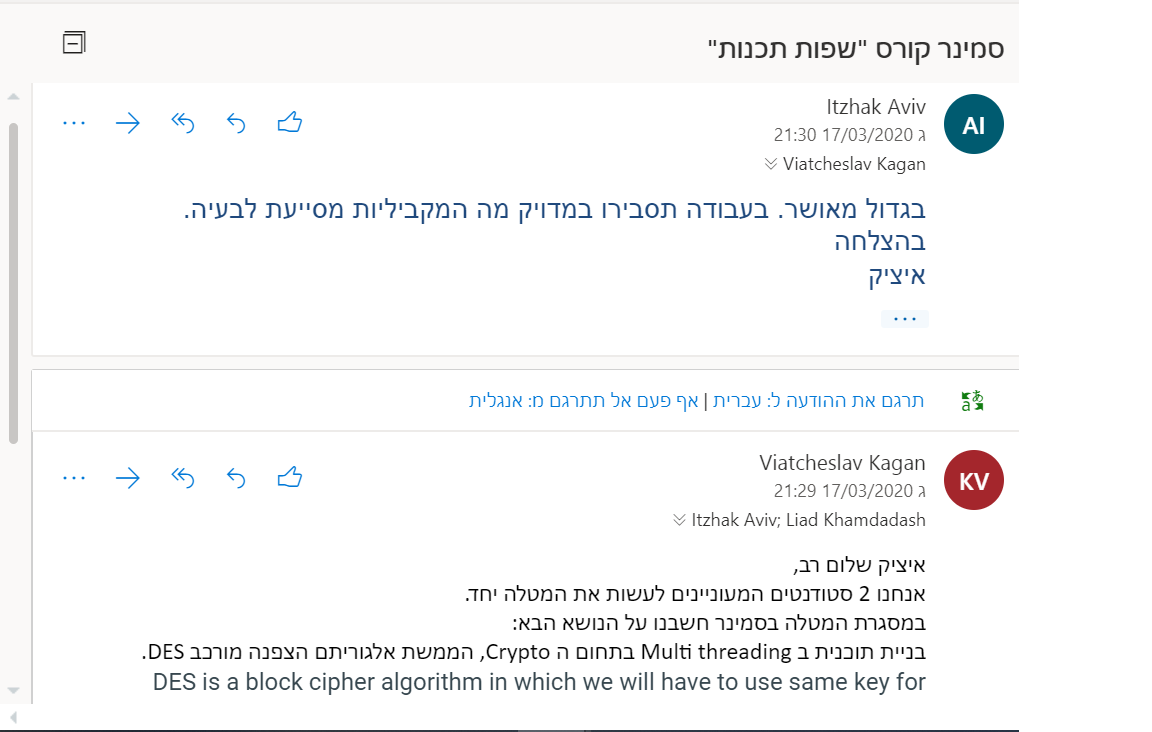 סמינר קורס "שפות תכנות"
AI
Itzhak Aviv
ג 17/03/2020 21:30
Viatcheslav Kagan
בגדול מאושר. בעבודה תסבירו במדויק מה המקביליות מסייעת לבעיה.
בהצלחה
איציק
...
תרגם את ההודעה ל: עברית | אף פעם אל תתרגם מ: אנגלית
KV
Viatcheslav Kagan
ג 17/03/2020 21:29
Itzhak Aviv; Liad Khamdadash
איציק שלום רב,
אנחנו 2 סטודנטים המעוניינים לעשות את המטלה יחד.
במסגרת המטלה בסמינר חשבנו על הנושא הבא:
בניית תוכנית ב Multi threading בתחום ה Crypto, הממשת אלגוריתם הצפנה מורכב DES.
DES is a block cipher algorithm in which we will have to use same key for